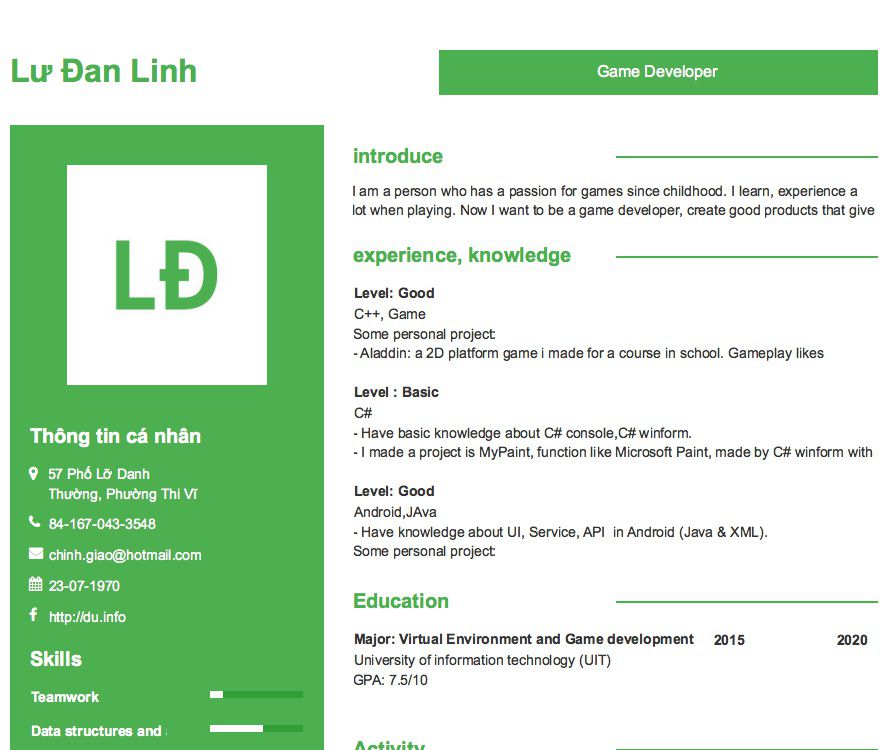 Lư Đan Linh
Game Developer
LĐ
Thông tin cá nhân
57 Phố Lỡ Danh
Thường, Phường Thi Vĩ
84-167-043-3548
chinh.giao@hotmail.com
23-07-1970
http://du.info
Skills
Teamwork
Data structures and
introduce
I am a person who has a passion for games since childhood. I learn, experience a
lot when playing. Now I want to be a game developer, create good products that give
experience, knowledge
Level: Good
C++, Game
Some personal project:
- Aladdin: a 2D platform game i made for a course in school. Gameplay likes
Level : Basic
C#
- Have basic knowledge about C# console,C# winform.
- I made a project is MyPaint, function like Microsoft Paint, made by C# winform with
Level: Good
Android,JAva
- Have knowledge about UI, Service, API in Android (Java & XML).
Some personal project:
Education
Major: Virtual Environment and Game development 2015 2020
University of information technology (UIT)
GPA: 7.5/10
Activity